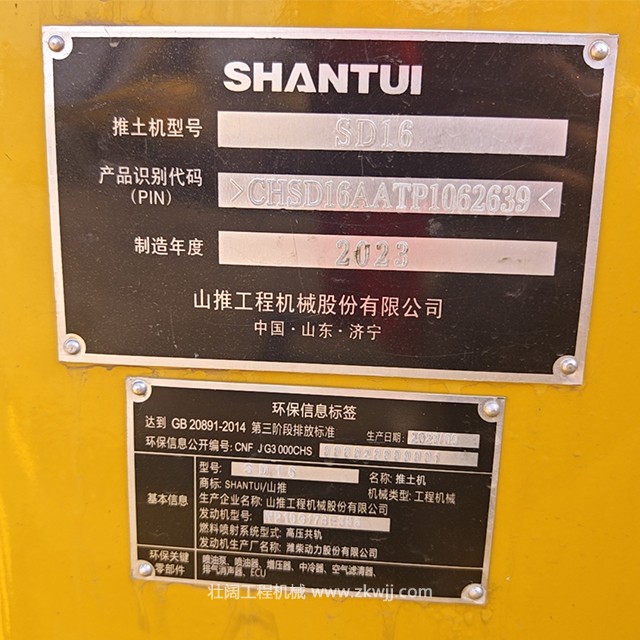 SHANTUI
推土机型号 SD16
产品识别代码 (PIN) >CHSD16AATP1062639<
制造年度 2023
山推工程机械股份有限公司
中国·山东·济宁
环保信息标签
达到 GB 20891-2014 第三阶段排放标准 生产日期:
环保信息公开编号: CNF JG3 000CHS
基本信息
型号: SD16 名称: 推土机
商标: SHANTUI/山推 机械类型: 工程机械
生产企业名称: 山推工程机械股份有限公司
发动机型号:
燃料喷射系统型式: 高压共轨
发动机生产厂名称: 潍柴动力股份有限公司
环保关键零部件
喷油泵、喷油器、增压器、中冷器、空气滤清器、
排气消声器、ECU
壮阔工程机械 www.zkwjj.com